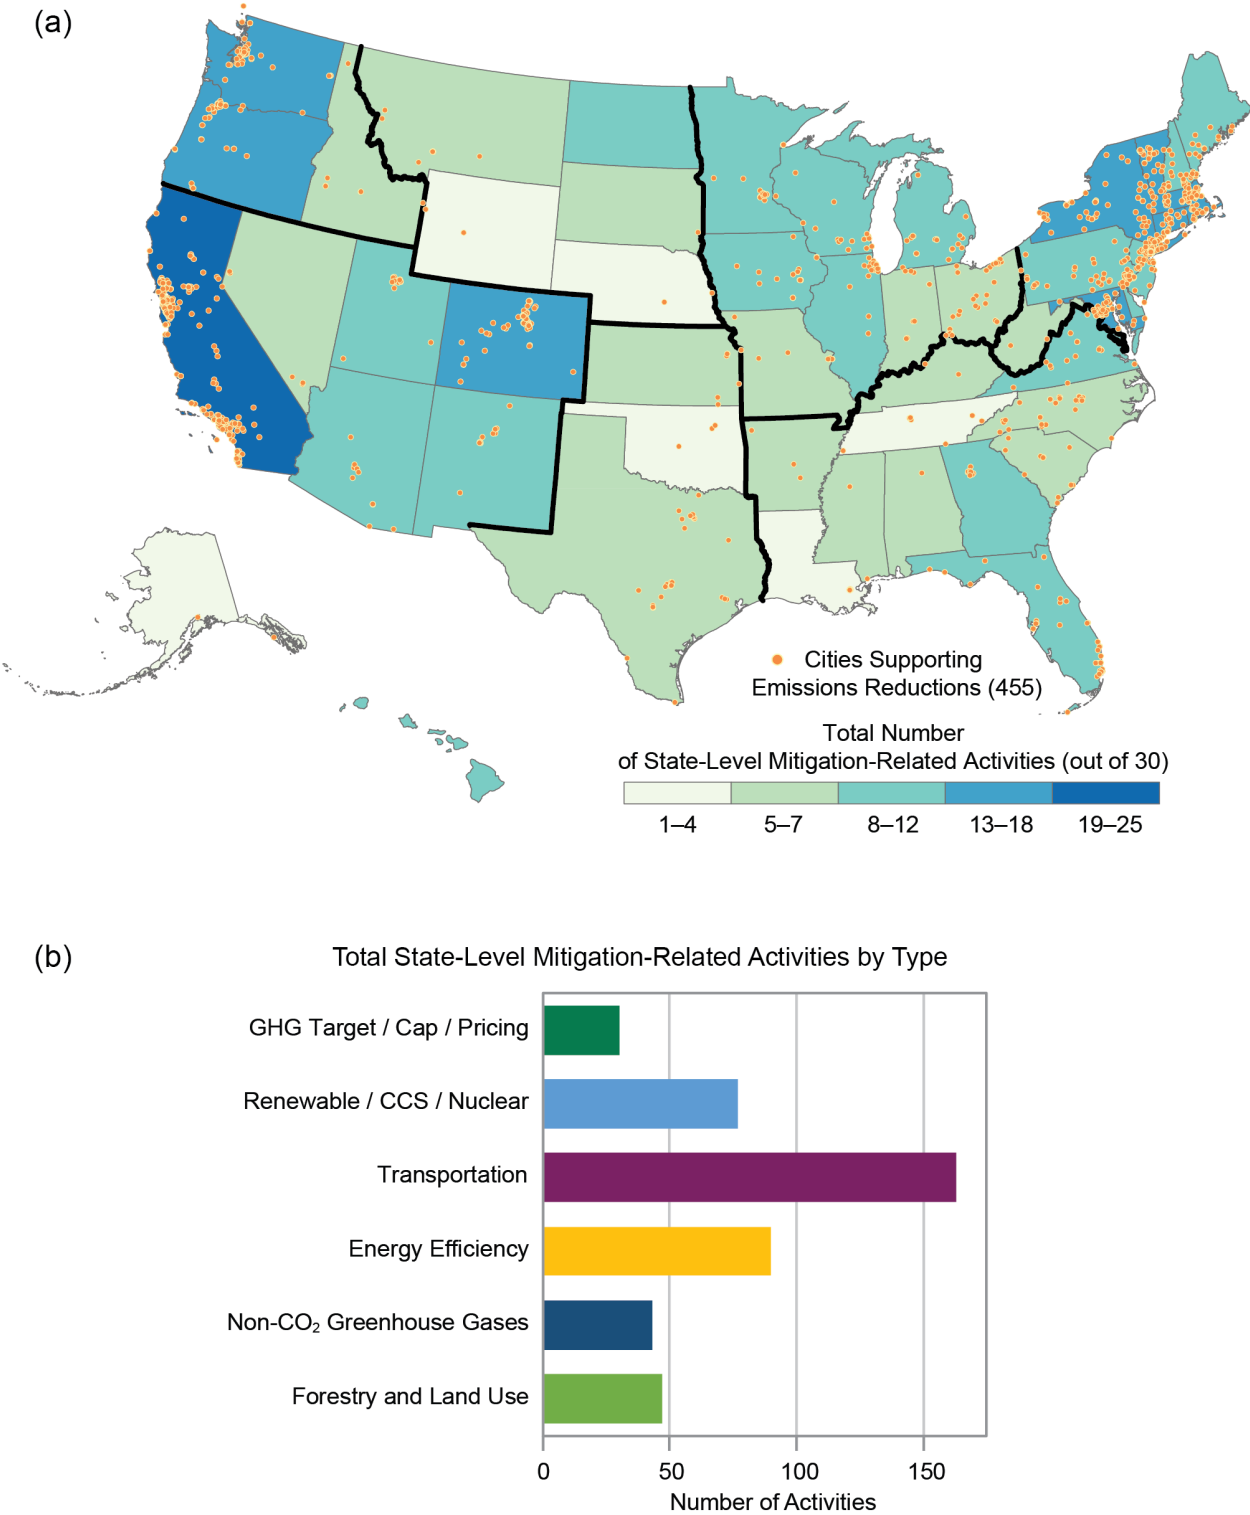 (a)
Cities Supporting
Emissions Reductions (455)
Total Number
of State-Level Mitigation-Related Activities (out of 30)
1–4
5–7
8–12
13–18
19–25
(b)
Total State-Level Mitigation-Related Activities by Type
GHG Target / Cap / Pricing
Renewable / CCS / Nuclear
Transportation
Energy Efficiency
Non-CO₂ Greenhouse Gases
Forestry and Land Use
0
50
100
150
Number of Activities